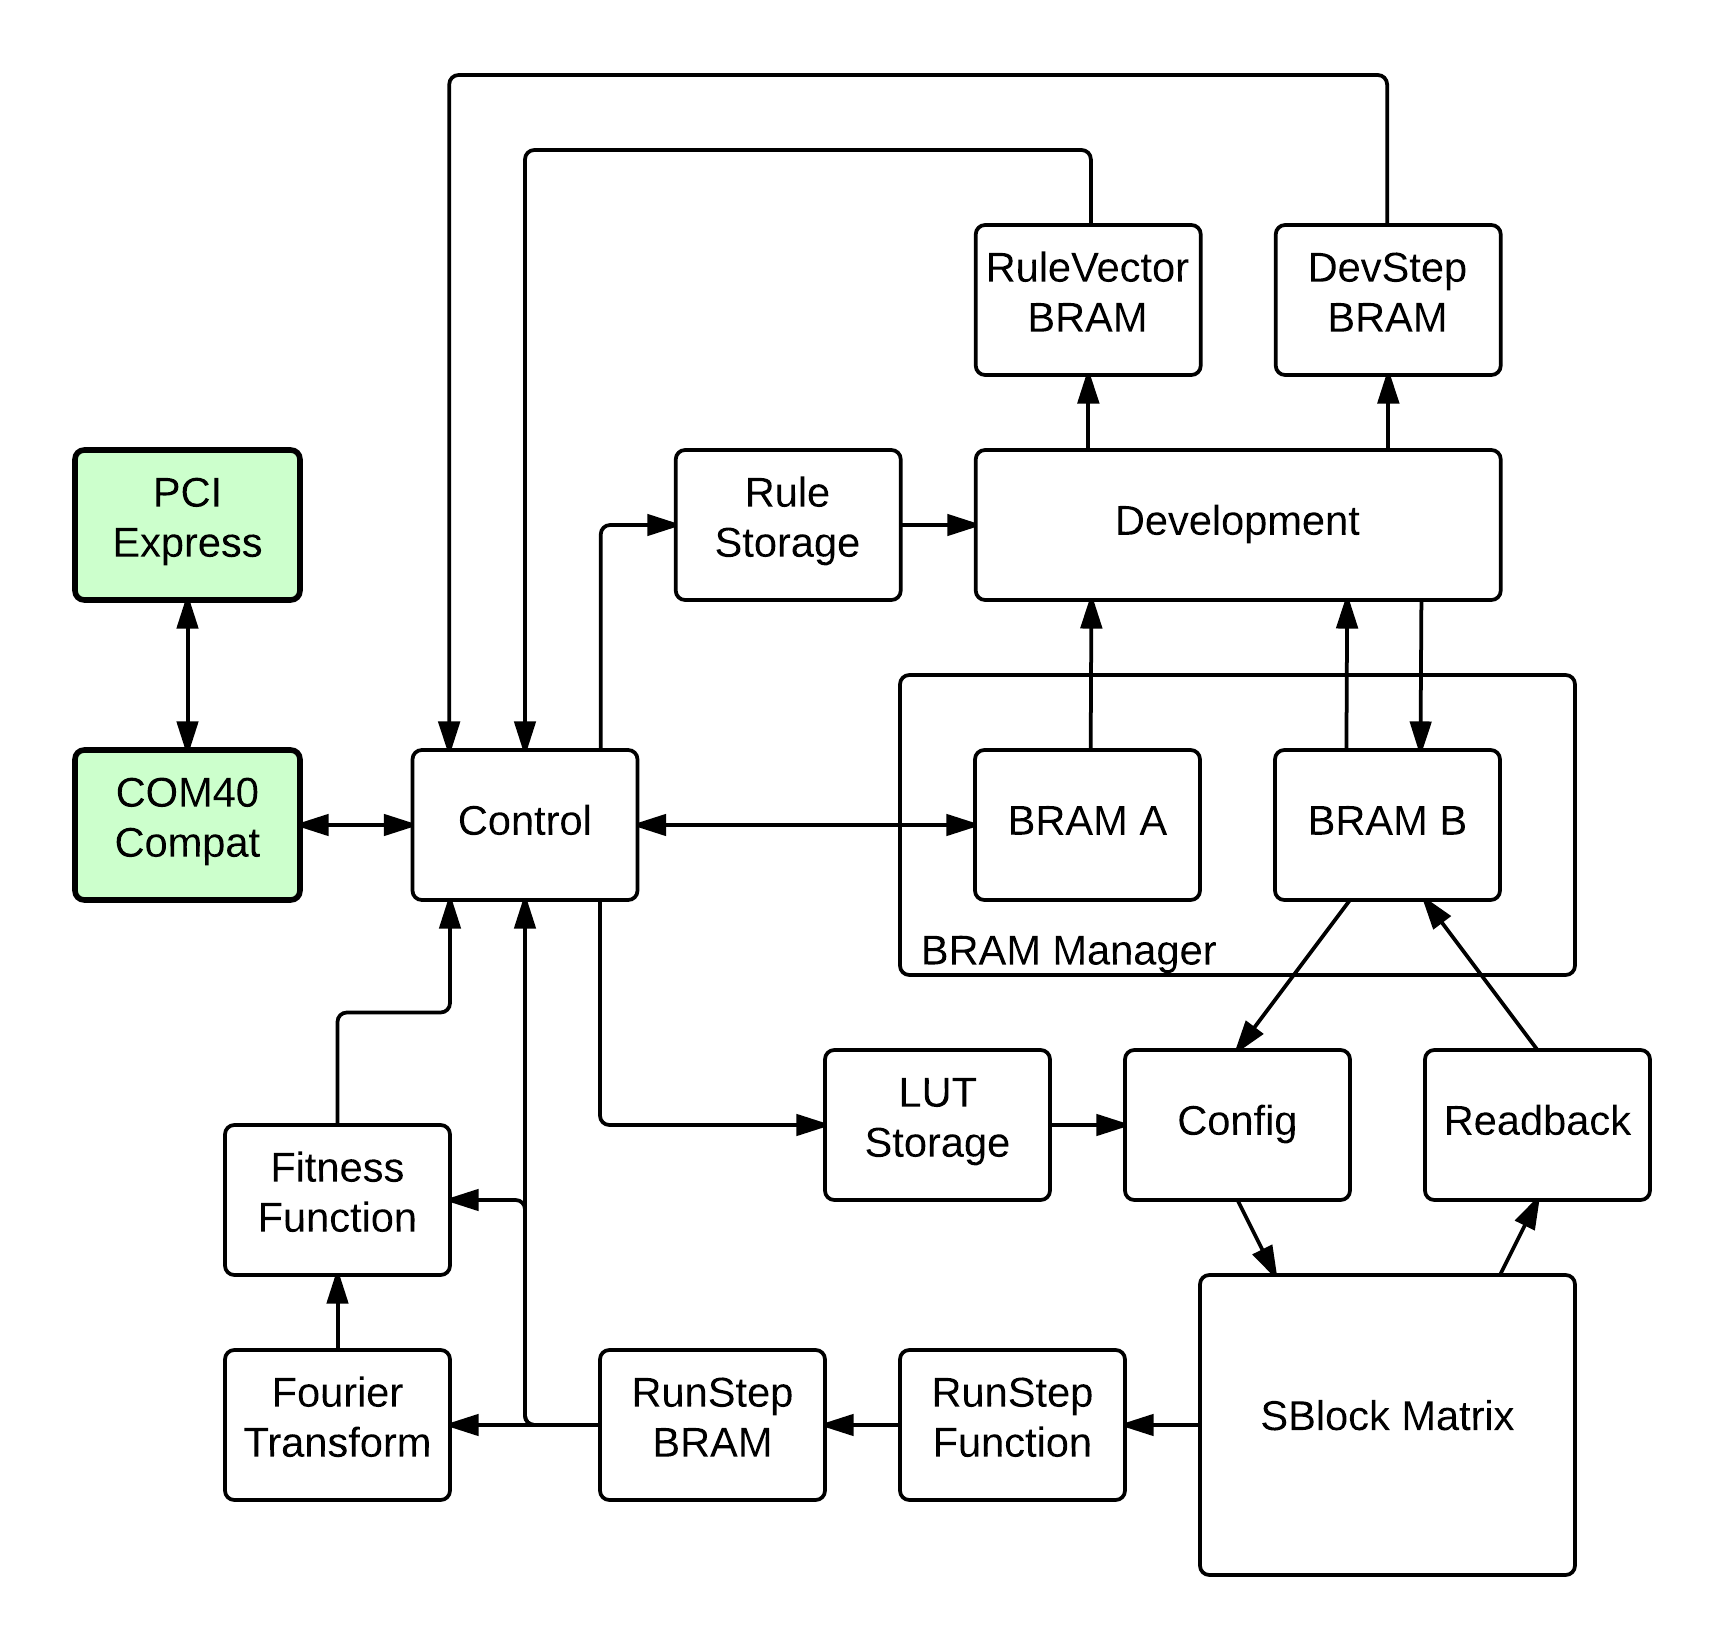 RuleVector
BRAM
DevStep
BRAM
PCI
Express
Rule
Storage
Development
COM40
Compat
Control
BRAM A
BRAM B
BRAM Manager
LUT
Storage
Config
Readback
Fitness
Function
Fourier
Transform
RunStep
BRAM
RunStep
Function
SBlock Matrix